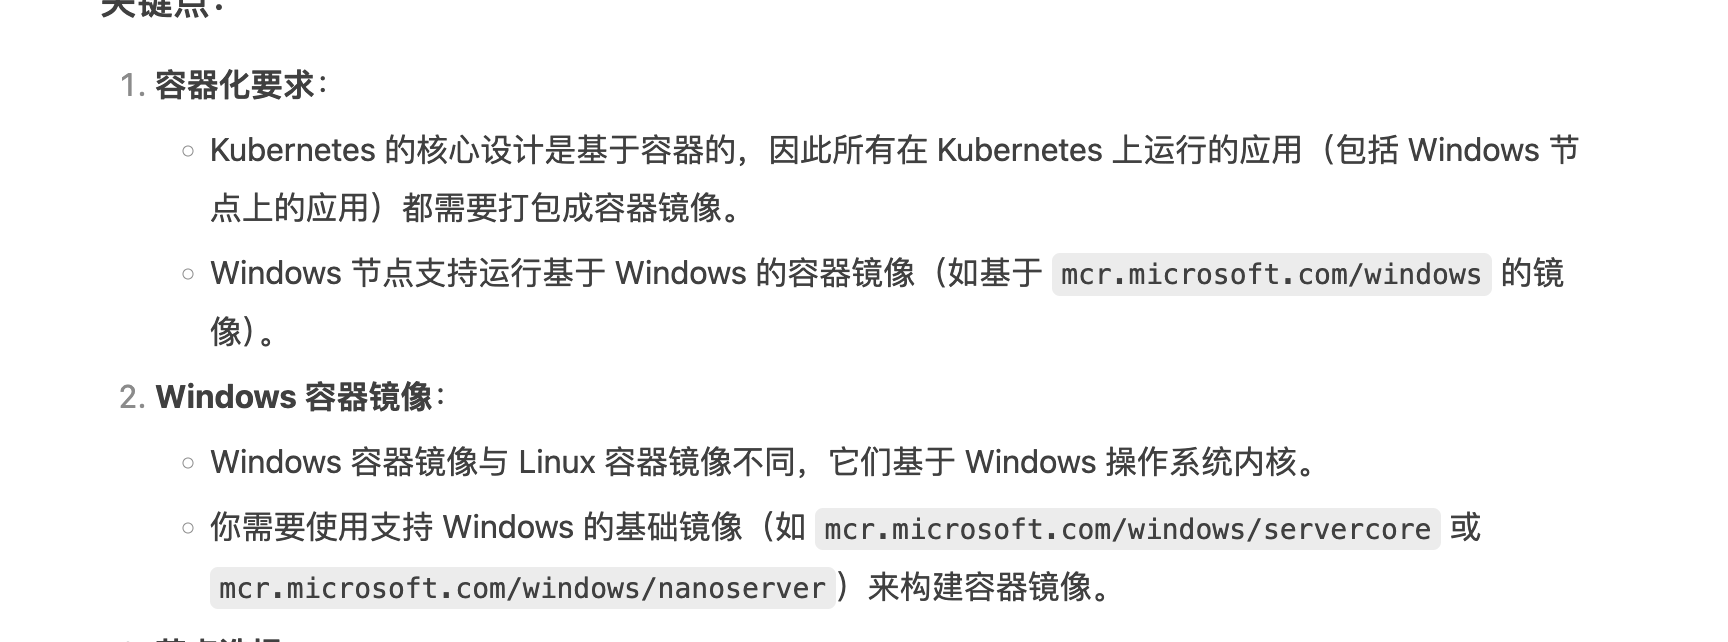 关键点：
1. 容器化要求：
○ Kubernetes 的核心设计是基于容器的，因此所有在 Kubernetes 上运行的应用（包括 Windows 节
点上的应用）都需要打包成容器镜像。
○ Windows 节点支持运行基于 Windows 的容器镜像（如基于 mcr.microsoft.com/windows 的镜
像）。
2. Windows 容器镜像：
○ Windows 容器镜像与 Linux 容器镜像不同，它们基于 Windows 操作系统内核。
○ 你需要使用支持 Windows 的基础镜像（如 mcr.microsoft.com/windows/servercore 或
mcr.microsoft.com/windows/nanoserver）来构建容器镜像。